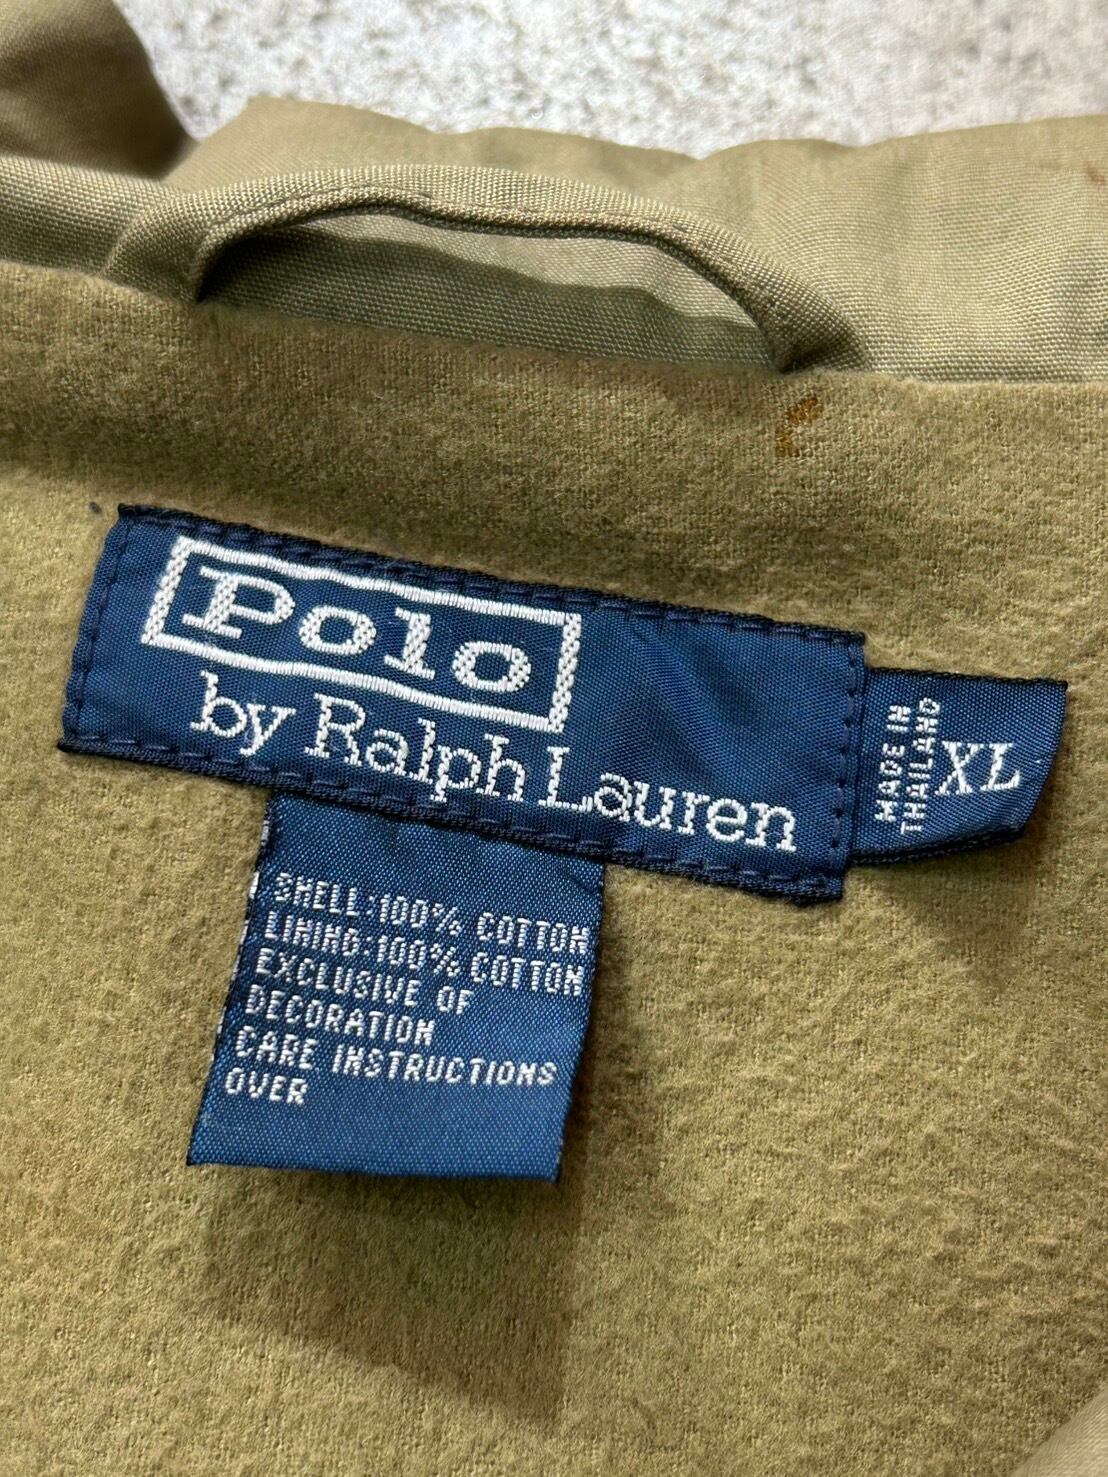 Polo
by Ralph Lauren
MADE IN
THAILAND
XL
SHELL:100% COTTON
LINING:100% COTTON
EXCLUSIVE OF
DECORATION
CARE INSTRUCTIONS
OVER